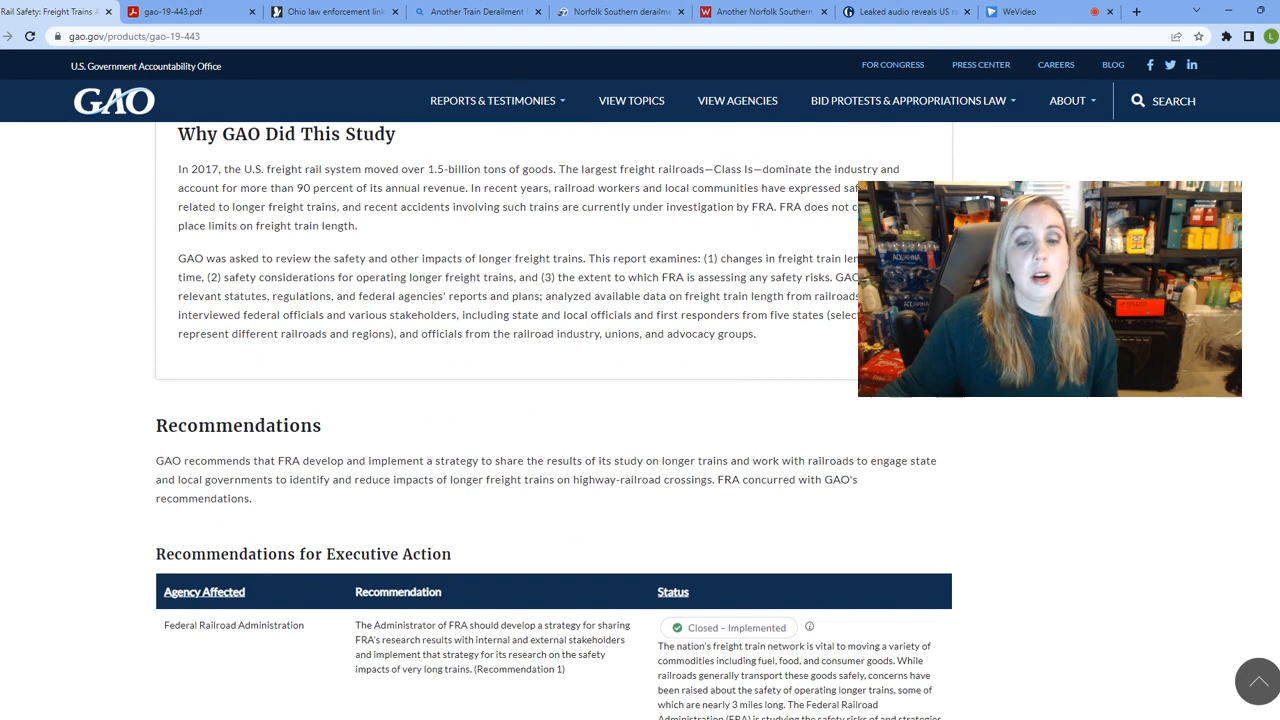 Rail Safety: Freight Trains A
gao-19-443.pdf
Ohio law enforcement link
Another Train Derailment
Norfolk Southern derailme
Another Norfolk Southern
Leaked audio reveals US ra
WeVideo
gao.gov/products/gao-19-443
L
U.S. Government Accountability Office
FOR CONGRESS
PRESS CENTER
CAREERS
BLOG
GAO
REPORTS & TESTIMONIES
VIEW TOPICS
VIEW AGENCIES
BID PROTESTS & APPROPRIATIONS LAW
ABOUT
SEARCH
Why GAO Did This Study
In 2017, the U.S. freight rail system moved over 1.5-billion tons of goods. The largest freight railroads—Class Is—dominate the industry and
account for more than 90 percent of its annual revenue. In recent years, railroad workers and local communities have expressed saf
related to longer freight trains, and recent accidents involving such trains are currently under investigation by FRA. FRA does not c
place limits on freight train length.
GAO was asked to review the safety and other impacts of longer freight trains. This report examines: (1) changes in freight train len
time, (2) safety considerations for operating longer freight trains, and (3) the extent to which FRA is assessing any safety risks. GAO
relevant statutes, regulations, and federal agencies' reports and plans; analyzed available data on freight train length from railroads
interviewed federal officials and various stakeholders, including state and local officials and first responders from five states (selec
represent different railroads and regions), and officials from the railroad industry, unions, and advocacy groups.
AQUAFINA
Recommendations
GAO recommends that FRA develop and implement a strategy to share the results of its study on longer trains and work with railroads to engage state
and local governments to identify and reduce impacts of longer freight trains on highway-railroad crossings. FRA concurred with GAO's
recommendations.
Recommendations for Executive Action
Agency Affected
Recommendation
Status
Federal Railroad Administration
The Administrator of FRA should develop a strategy for sharing
FRA's research results with internal and external stakeholders
and implement that strategy for its research on the safety
impacts of very long trains. (Recommendation 1)
Closed – Implemented
The nation's freight train network is vital to moving a variety of
commodities including fuel, food, and consumer goods. While
railroads generally transport these goods safely, concerns have
been raised about the safety of operating longer trains, some of
which are nearly 3 miles long. The Federal Railroad
Administration (FRA) is studying the safety risks of and strategies